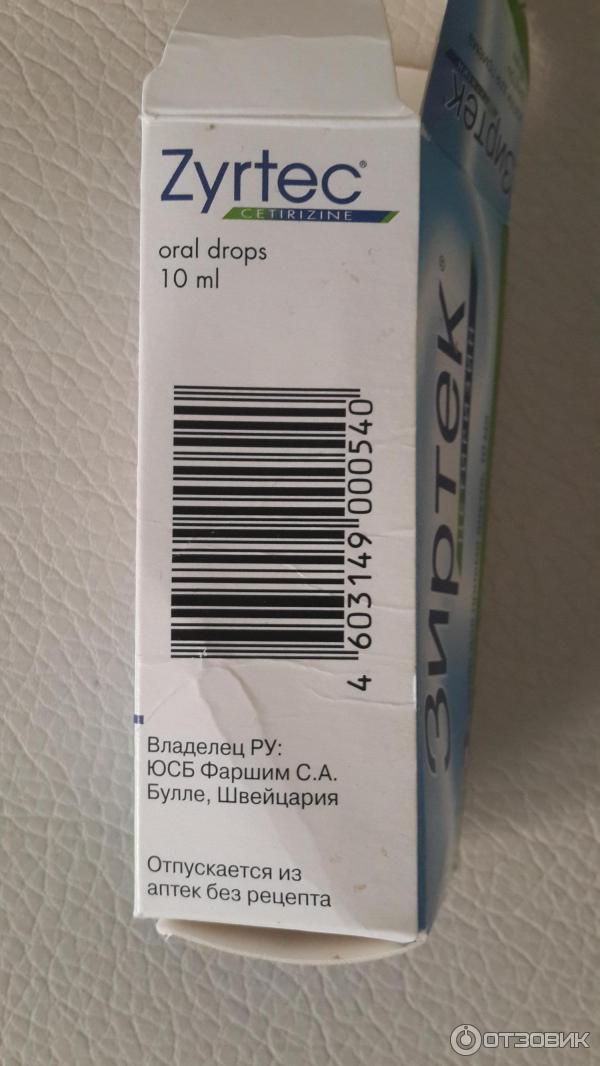 Zyrtec®
CETIRIZINE
oral drops
10 ml
4 603149 000540
Владелец РУ:
ЮСБ Фаршим С.А.
Булле, Швейцария
Отпускается из
аптек без рецепта
Зиртек®
Зиртек
ОТЗОВИК